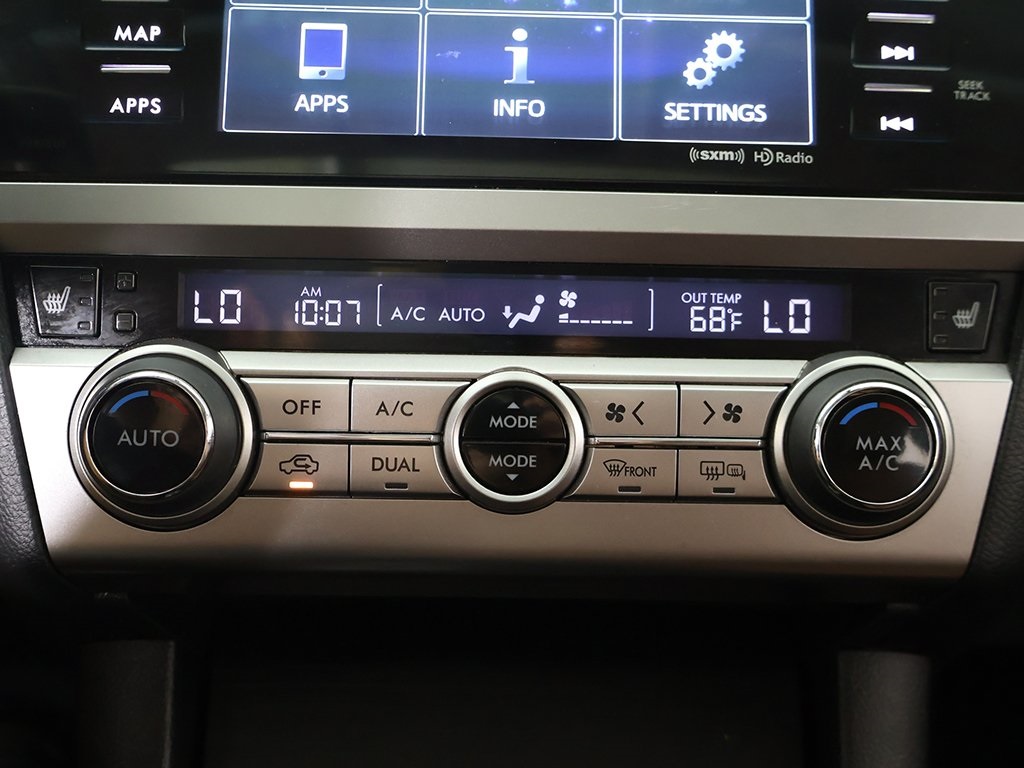 MAP
APPS
APPS
INFO
SETTINGS
SEEK
TRACK
((sxm)) HD Radio
LO
AM
10:07
A/C AUTO
OUT TEMP
68°F
LO
AUTO
OFF
A/C
DUAL
MODE
MODE
FRONT
MAX
A/C